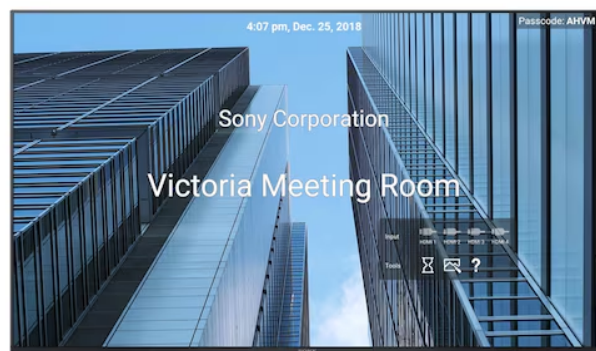 4:07 pm, Dec. 25, 2018
Passcode: AHVM
Sony Corporation
Victoria Meeting Room
Input
HDMI 1 HDMI 2 HDMI 3 HDMI 4
Tools
?